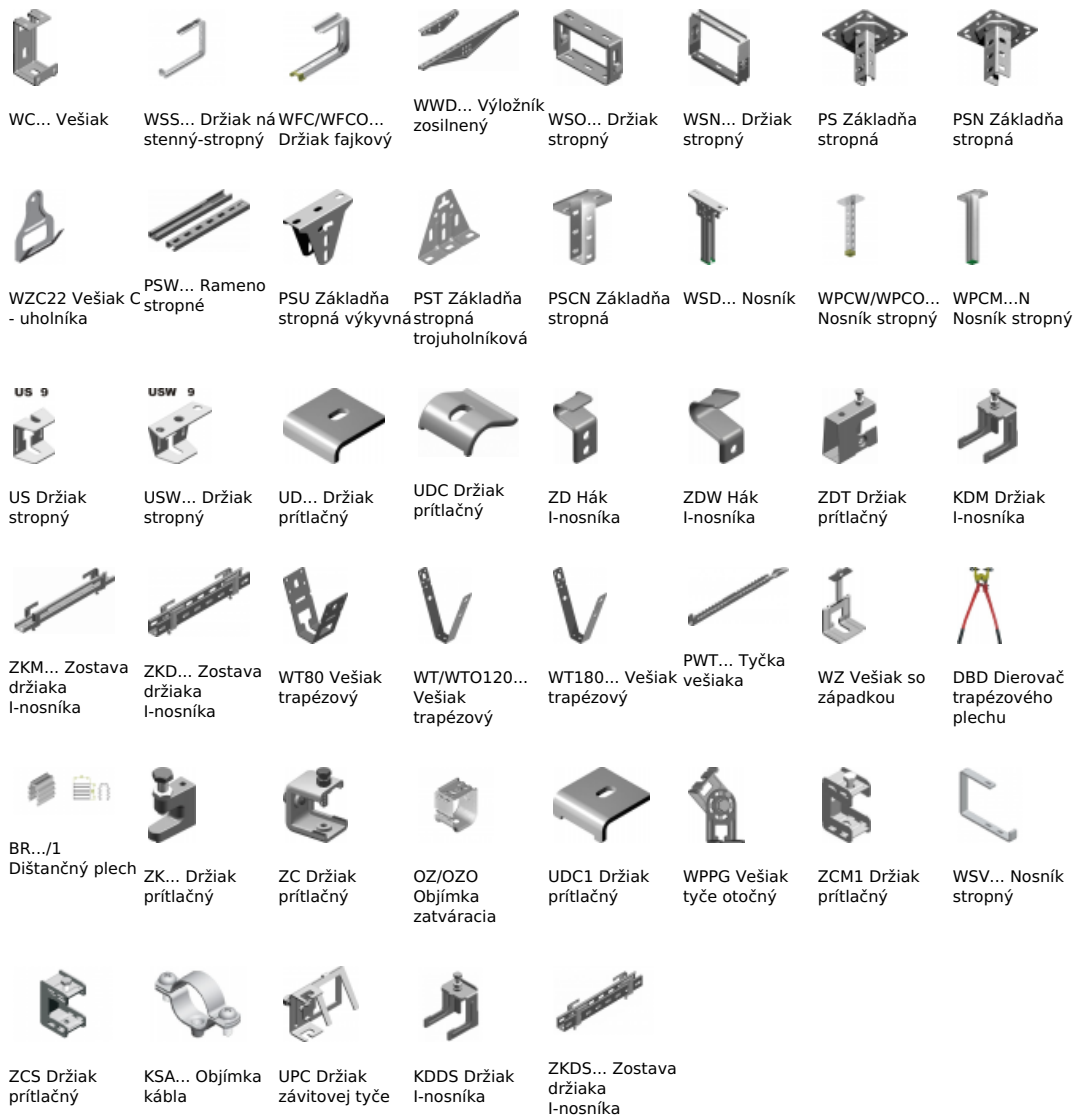 WC... Vešiak
WSS... Držiak ná
stenný-stropný
WFC/WFCO...
Držiak fajkový
WWD... Výložník
zosilnený
WSO... Držiak
stropný
WSN... Držiak
stropný
PS Základňa
stropná
PSN Základňa
stropná
WZC22 Vešiak C
- uholníka
PSW... Rameno
stropné
PSU Základňa
stropná výkyvná
PST Základňa
stropná
trojuholníková
PSCN Základňa
stropná
WSD... Nosník
WPCW/WPCO...
Nosník stropný
WPCM...N
Nosník stropný
US 9
USW 9
US Držiak
stropný
USW... Držiak
stropný
UD... Držiak
prítlačný
UDC Držiak
prítlačný
ZD Hák
I-nosníka
ZDW Hák
I-nosníka
ZDT Držiak
prítlačný
KDM Držiak
I-nosníka
ZKM... Zostava
držiaka
I-nosníka
ZKD... Zostava
držiaka
I-nosníka
WT80 Vešiak
trapézový
WT/WTO120...
Vešiak
trapézový
WT180... Vešiak
trapézový
PWT... Tyčka
vešiaka
WZ Vešiak so
západkou
DBD Dierovač
trapézového
plechu
BR.../1
Dištančný plech
ZK... Držiak
prítlačný
ZC Držiak
prítlačný
OZ/OZO
Objímka
zatváracia
UDC1 Držiak
prítlačný
WPPG Vešiak
tyče otočný
ZCM1 Držiak
prítlačný
WSV... Nosník
stropný
ZCS Držiak
prítlačný
KSA... Objímka
kábla
UPC Držiak
závitovej tyče
KDDS Držiak
I-nosníka
ZKDS... Zostava
držiaka
I-nosníka